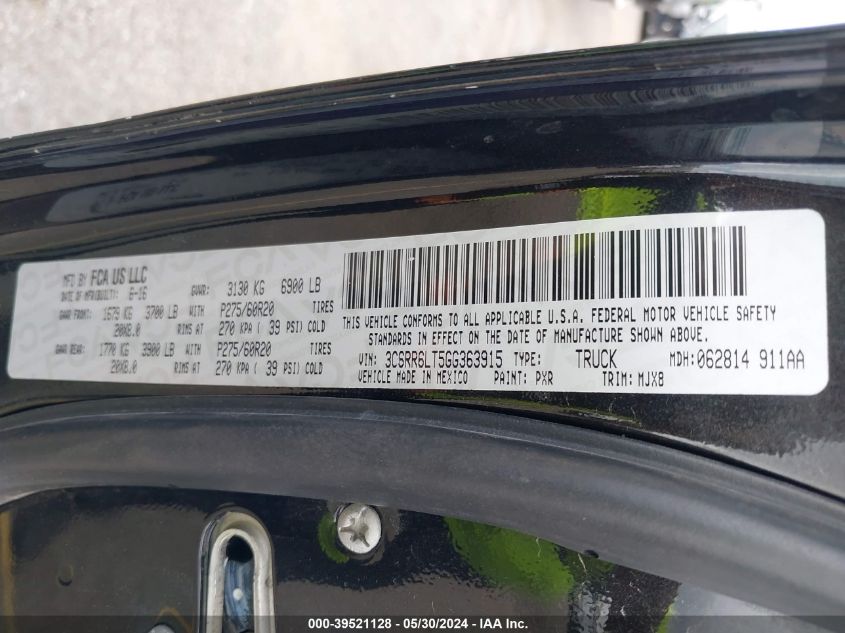 MFD BY FCA US LLC
DATE OF MFR(BUILT): 6-16 GVWR: 3130 KG 6900 LB
GAWR FRONT: 1679 KG 3700 LB WITH P275/60R20 TIRES
20X8.0 RIMS AT 270 KPA ( 39 PSI) COLD
GAWR REAR: 1770 KG 3900 LB WITH P275/60R20 TIRES
20X8.0 RIMS AT 270 KPA ( 39 PSI) COLD
THIS VEHICLE CONFORMS TO ALL APPLICABLE U.S.A. FEDERAL MOTOR VEHICLE SAFETY
STANDARDS IN EFFECT ON THE DATE OF MANUFACTURE SHOWN ABOVE.
VIN: 3C6RR6LT5GG363915 TYPE: TRUCK MDH:062814 911AA
VEHICLE MADE IN MEXICO PAINT: PXR TRIM: MJX8
000-39521128 - 05/30/2024 - IAA Inc.